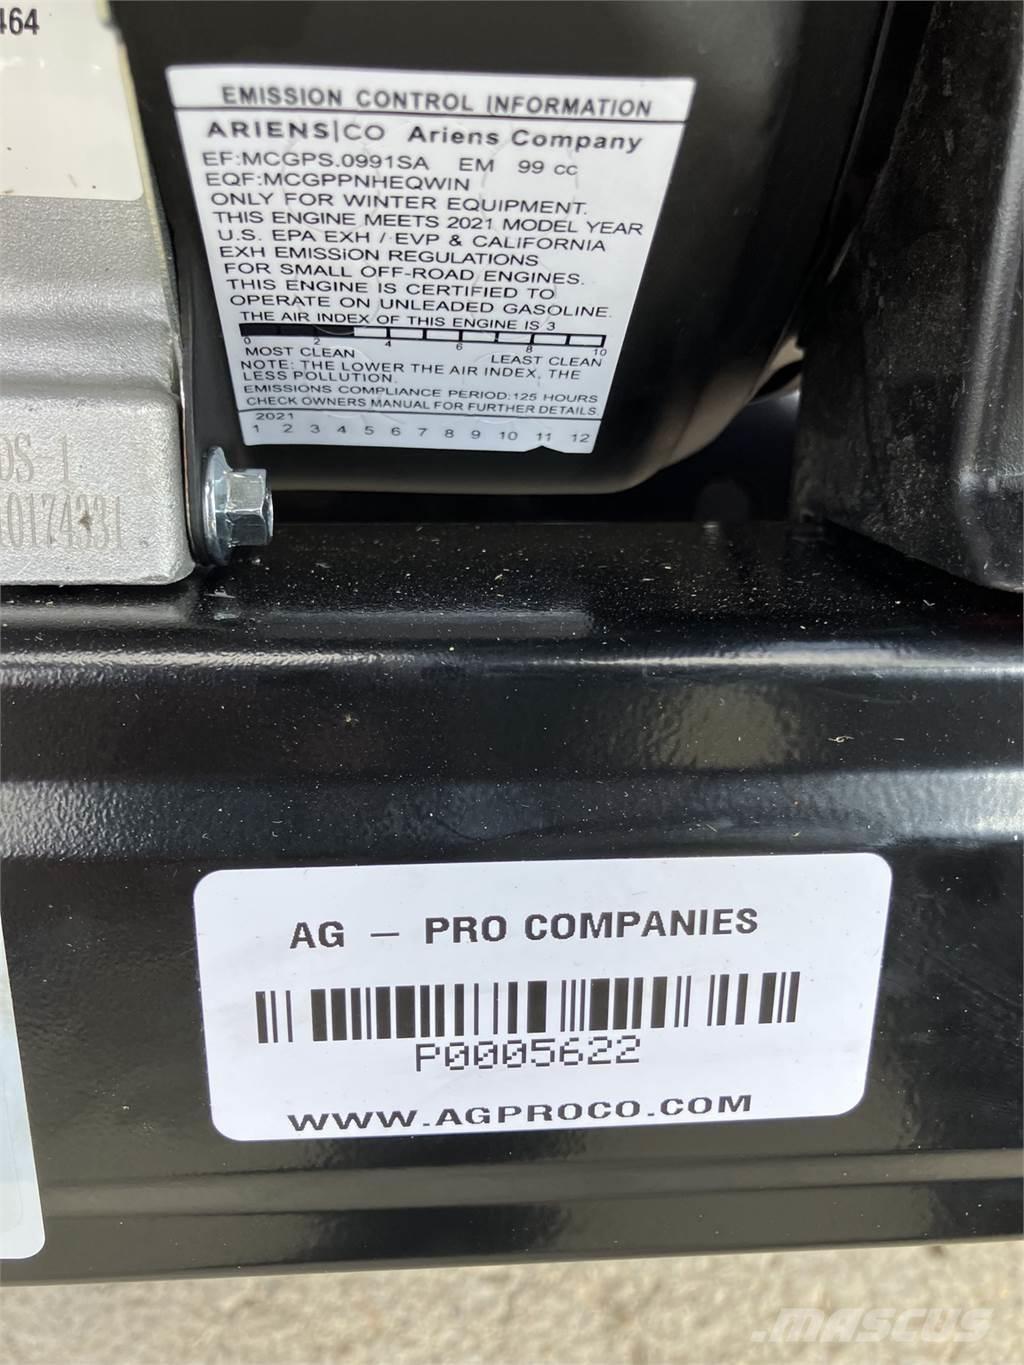 464
EMISSION CONTROL INFORMATION
ARIENS|CO Ariens Company
EF:MCGPS.0991SA EM 99 cc
EQF:MCGPPNHEQWIN
ONLY FOR WINTER EQUIPMENT.
THIS ENGINE MEETS 2021 MODEL YEAR
U.S. EPA EXH / EVP & CALIFORNIA
EXH EMISSION REGULATIONS
FOR SMALL OFF-ROAD ENGINES.
THIS ENGINE IS CERTIFIED TO
OPERATE ON UNLEADED GASOLINE.
THE AIR INDEX OF THIS ENGINE IS 3
0 2 4 6 8 10
MOST CLEAN LEAST CLEAN
NOTE: THE LOWER THE AIR INDEX, THE
LESS POLLUTION.
EMISSIONS COMPLIANCE PERIOD:125 HOURS
CHECK OWNERS MANUAL FOR FURTHER DETAILS.
2021
1 2 3 4 5 6 7 8 9 10 11 12
DS 1
10174331
AG – PRO COMPANIES
P0005622
WWW.AGPROCO.COM
MASCUS